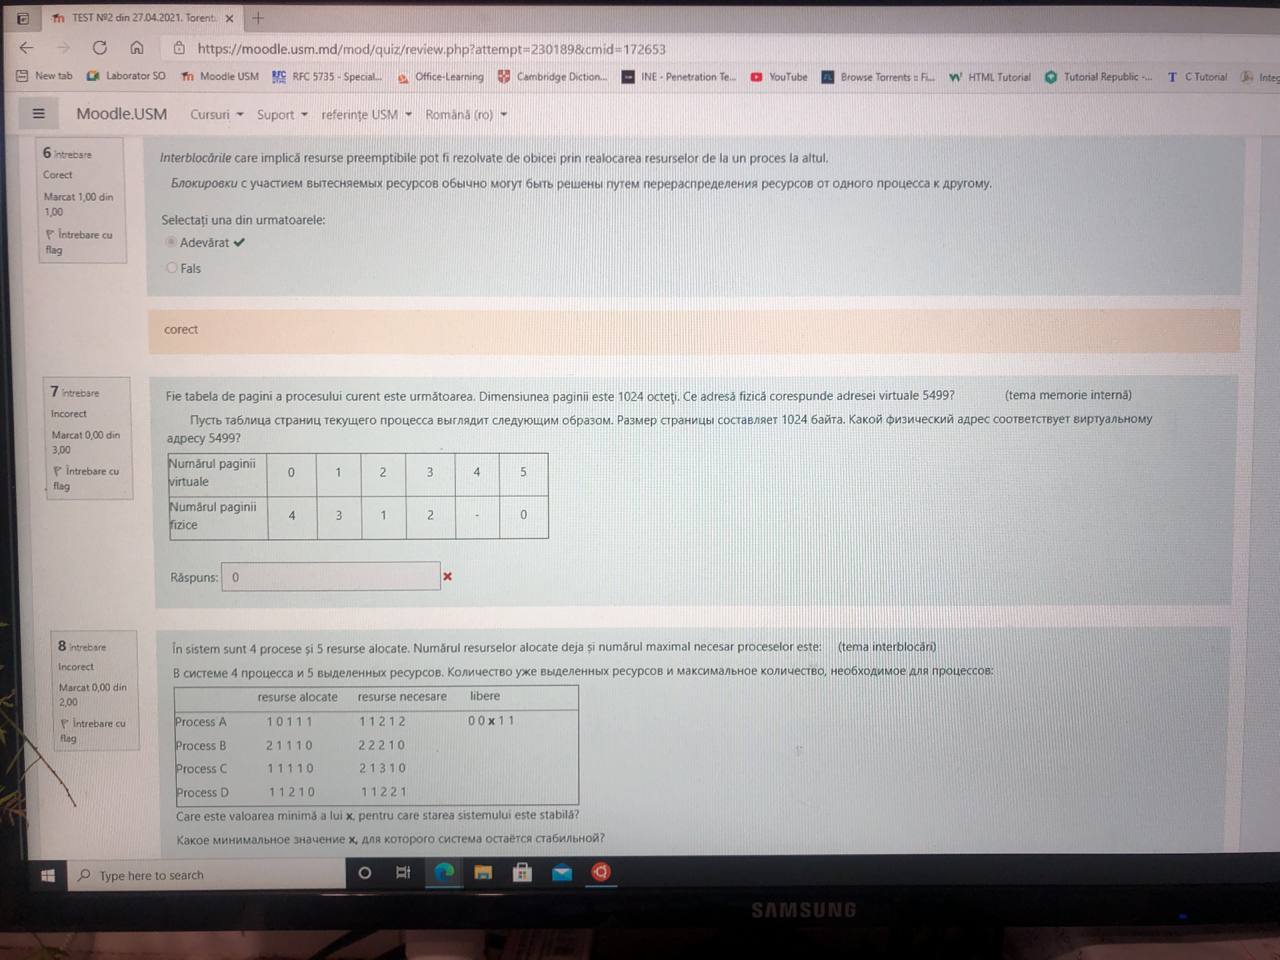 TEST №2 din 27.04.2021. Torent:
https://moodle.usm.md/mod/quiz/review.php?attempt=230189&cmid=172653
New tab Laborator SO Moodle USM RFC 5735 - Special... Office-Learning Cambridge Diction... INE - Penetration Te... YouTube Browse Torrents :: Fi... HTML Tutorial Tutorial Republic -... C Tutorial Integ
Moodle.USM Cursuri Suport referințe USM Română (ro)
6 întrebare
Corect
Marcat 1,00 din
1,00
Întrebare cu
flag
Interblocările care implică resurse preemptibile pot fi rezolvate de obicei prin realocarea resurselor de la un proces la altul.
Блокировки с участием вытесняемых ресурсов обычно могут быть решены путем перераспределения ресурсов от одного процесса к другому.
Selectați una din urmatoarele:
Adevărat
Fals
corect
7 întrebare
Incorect
Marcat 0,00 din
3,00
Întrebare cu
flag
Fie tabela de pagini a procesului curent este următoarea. Dimensiunea paginii este 1024 octeți. Ce adresă fizică corespunde adresei virtuale 5499? (tema memorie internă)
Пусть таблица страниц текущего процесса выглядит следующим образом. Размер страницы составляет 1024 байта. Какой физический адрес соответствует виртуальному
адресу 5499?
Numărul paginii
virtuale
0 1 2 3 4 5
Numărul paginii
fizice
4 3 1 2 - 0
Răspuns: 0
8 întrebare
Incorect
Marcat 0,00 din
2,00
Întrebare cu
flag
În sistem sunt 4 procese și 5 resurse alocate. Numărul resurselor alocate deja și numărul maximal necesar proceselor este: (tema interblocări)
В системе 4 процесса и 5 выделенных ресурсов. Количество уже выделенных ресурсов и максимальное количество, необходимое для процессов:
resurse alocate resurse necesare libere
Process A 1 0 1 1 1 1 1 2 1 2 0 0 x 1 1
Process B 2 1 1 1 0 2 2 2 1 0
Process C 1 1 1 1 0 2 1 3 1 0
Process D 1 1 2 1 0 1 1 2 2 1
Care este valoarea minimă a lui x, pentru care starea sistemului este stabilă?
Какое минимальное значение x, для которого система остаётся стабильной?
Type here to search
SAMSUNG